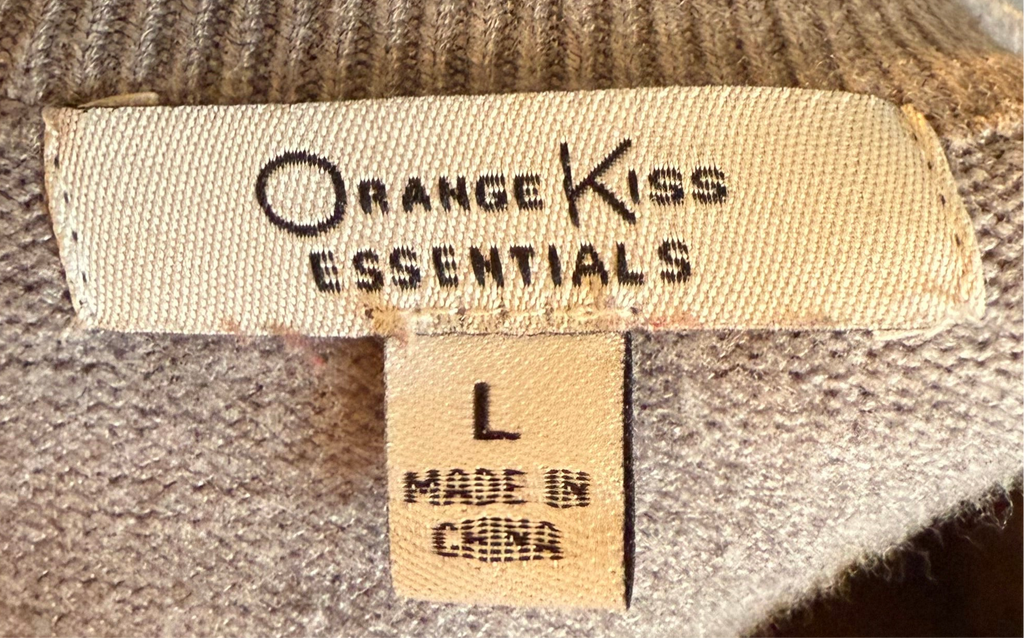 ORANGE KISS
ESSENTIALS
L
MADE IN
CHINA